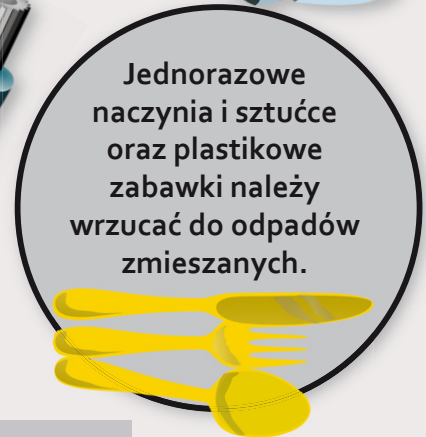 Jednorazowe
naczynia i sztućce
oraz plastikowe
zabawki należy
wrzucać do odpadów
zmieszanych.